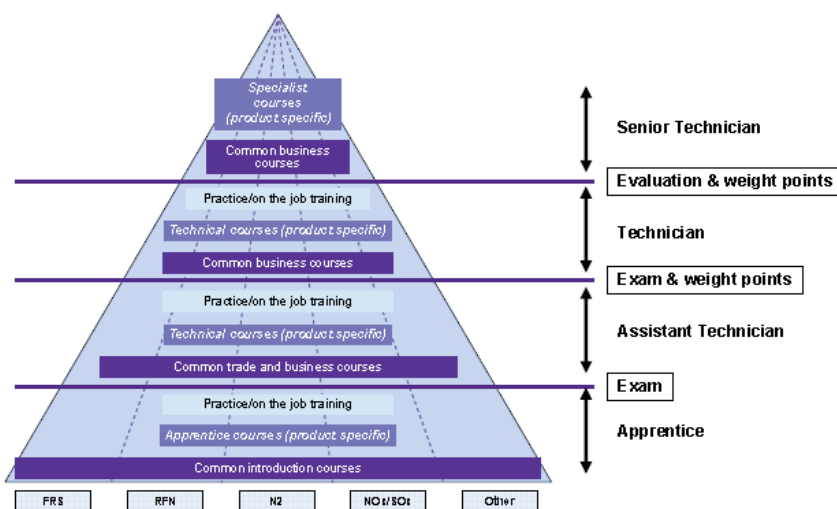 Specialist
courses
(product specific)
Senior Technician
Common business
courses
Evaluation & weight points
Practice/on the job training
Technical courses (product specific)
Technician
Common business courses
Exam & weight points
Practice/on the job training
Technical courses (product specific)
Assistant Technician
Common trade and business courses
Exam
Practice/on the job training
Apprentice courses (product specific)
Apprentice
Common introduction courses
FRS
RFN
N2
NOx/SOx
Other